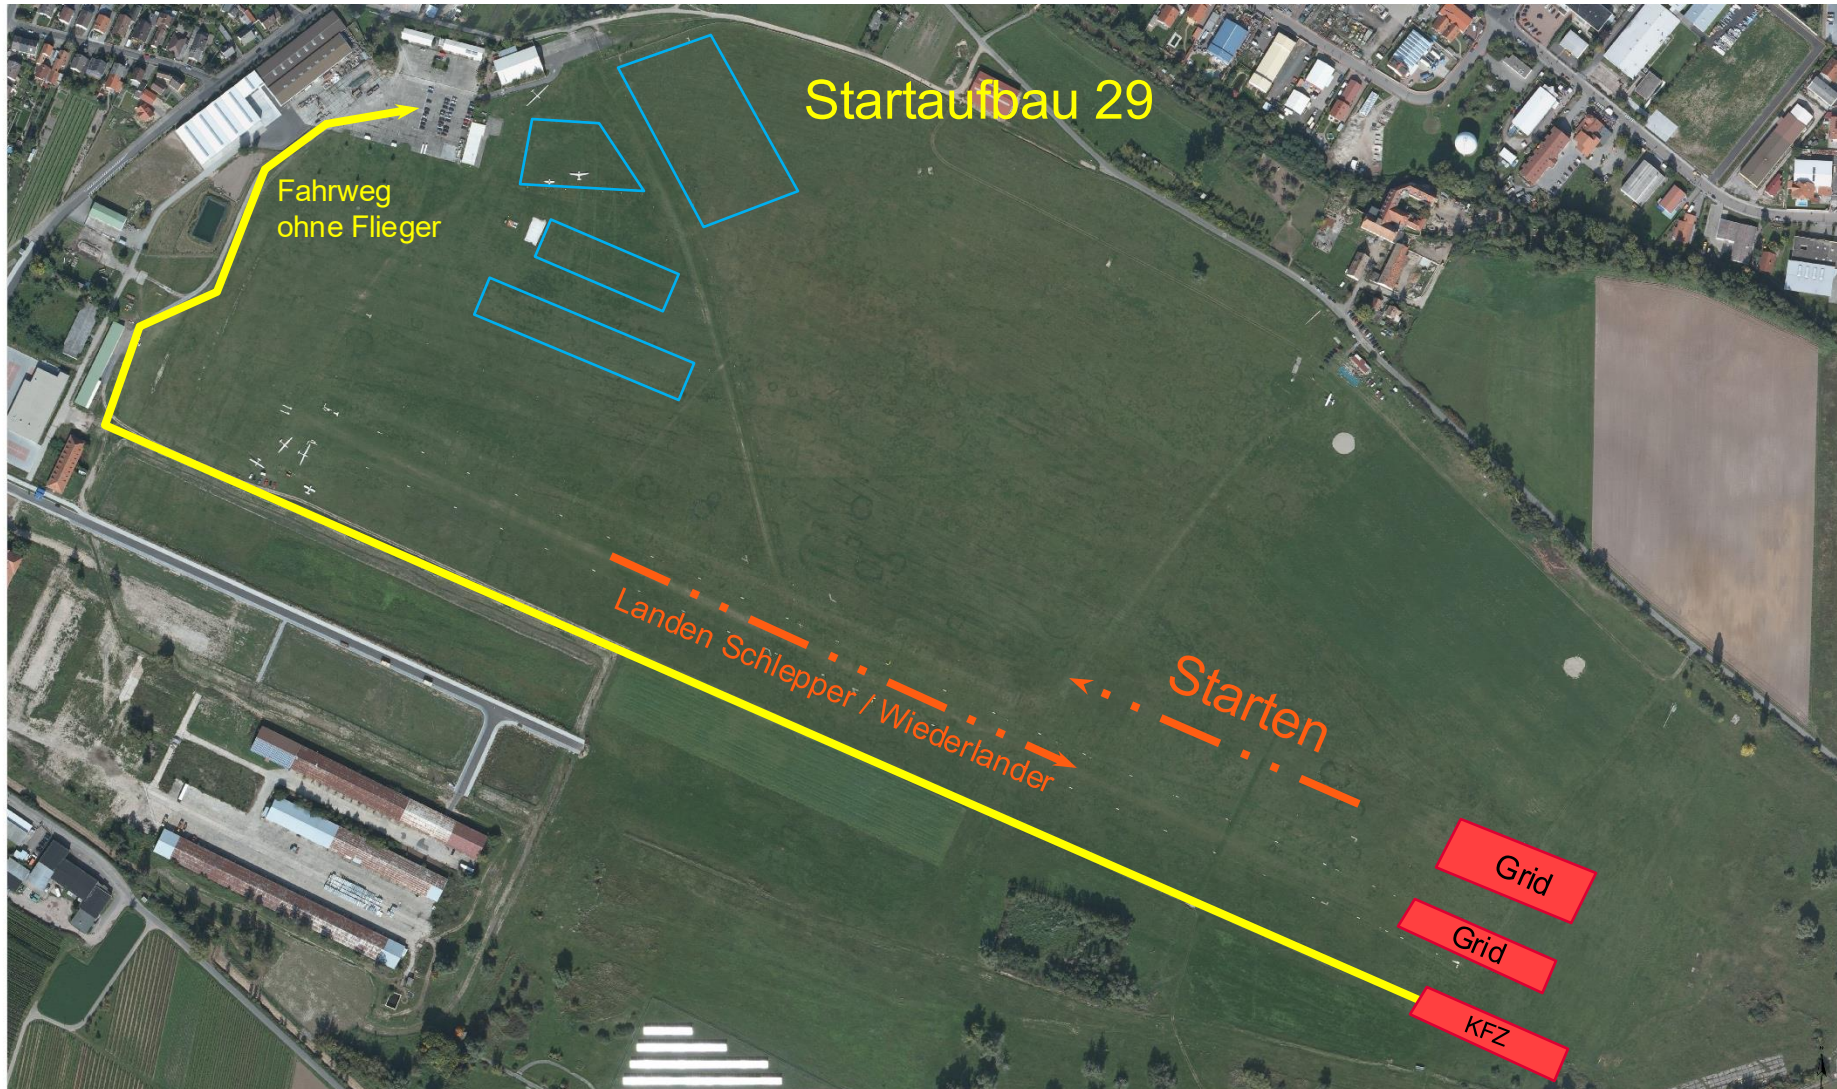 Startaufbau 29
Fahrweg
ohne Flieger
Landen Schlepper / Wiederlander
Starten
Grid
Grid
KFZ